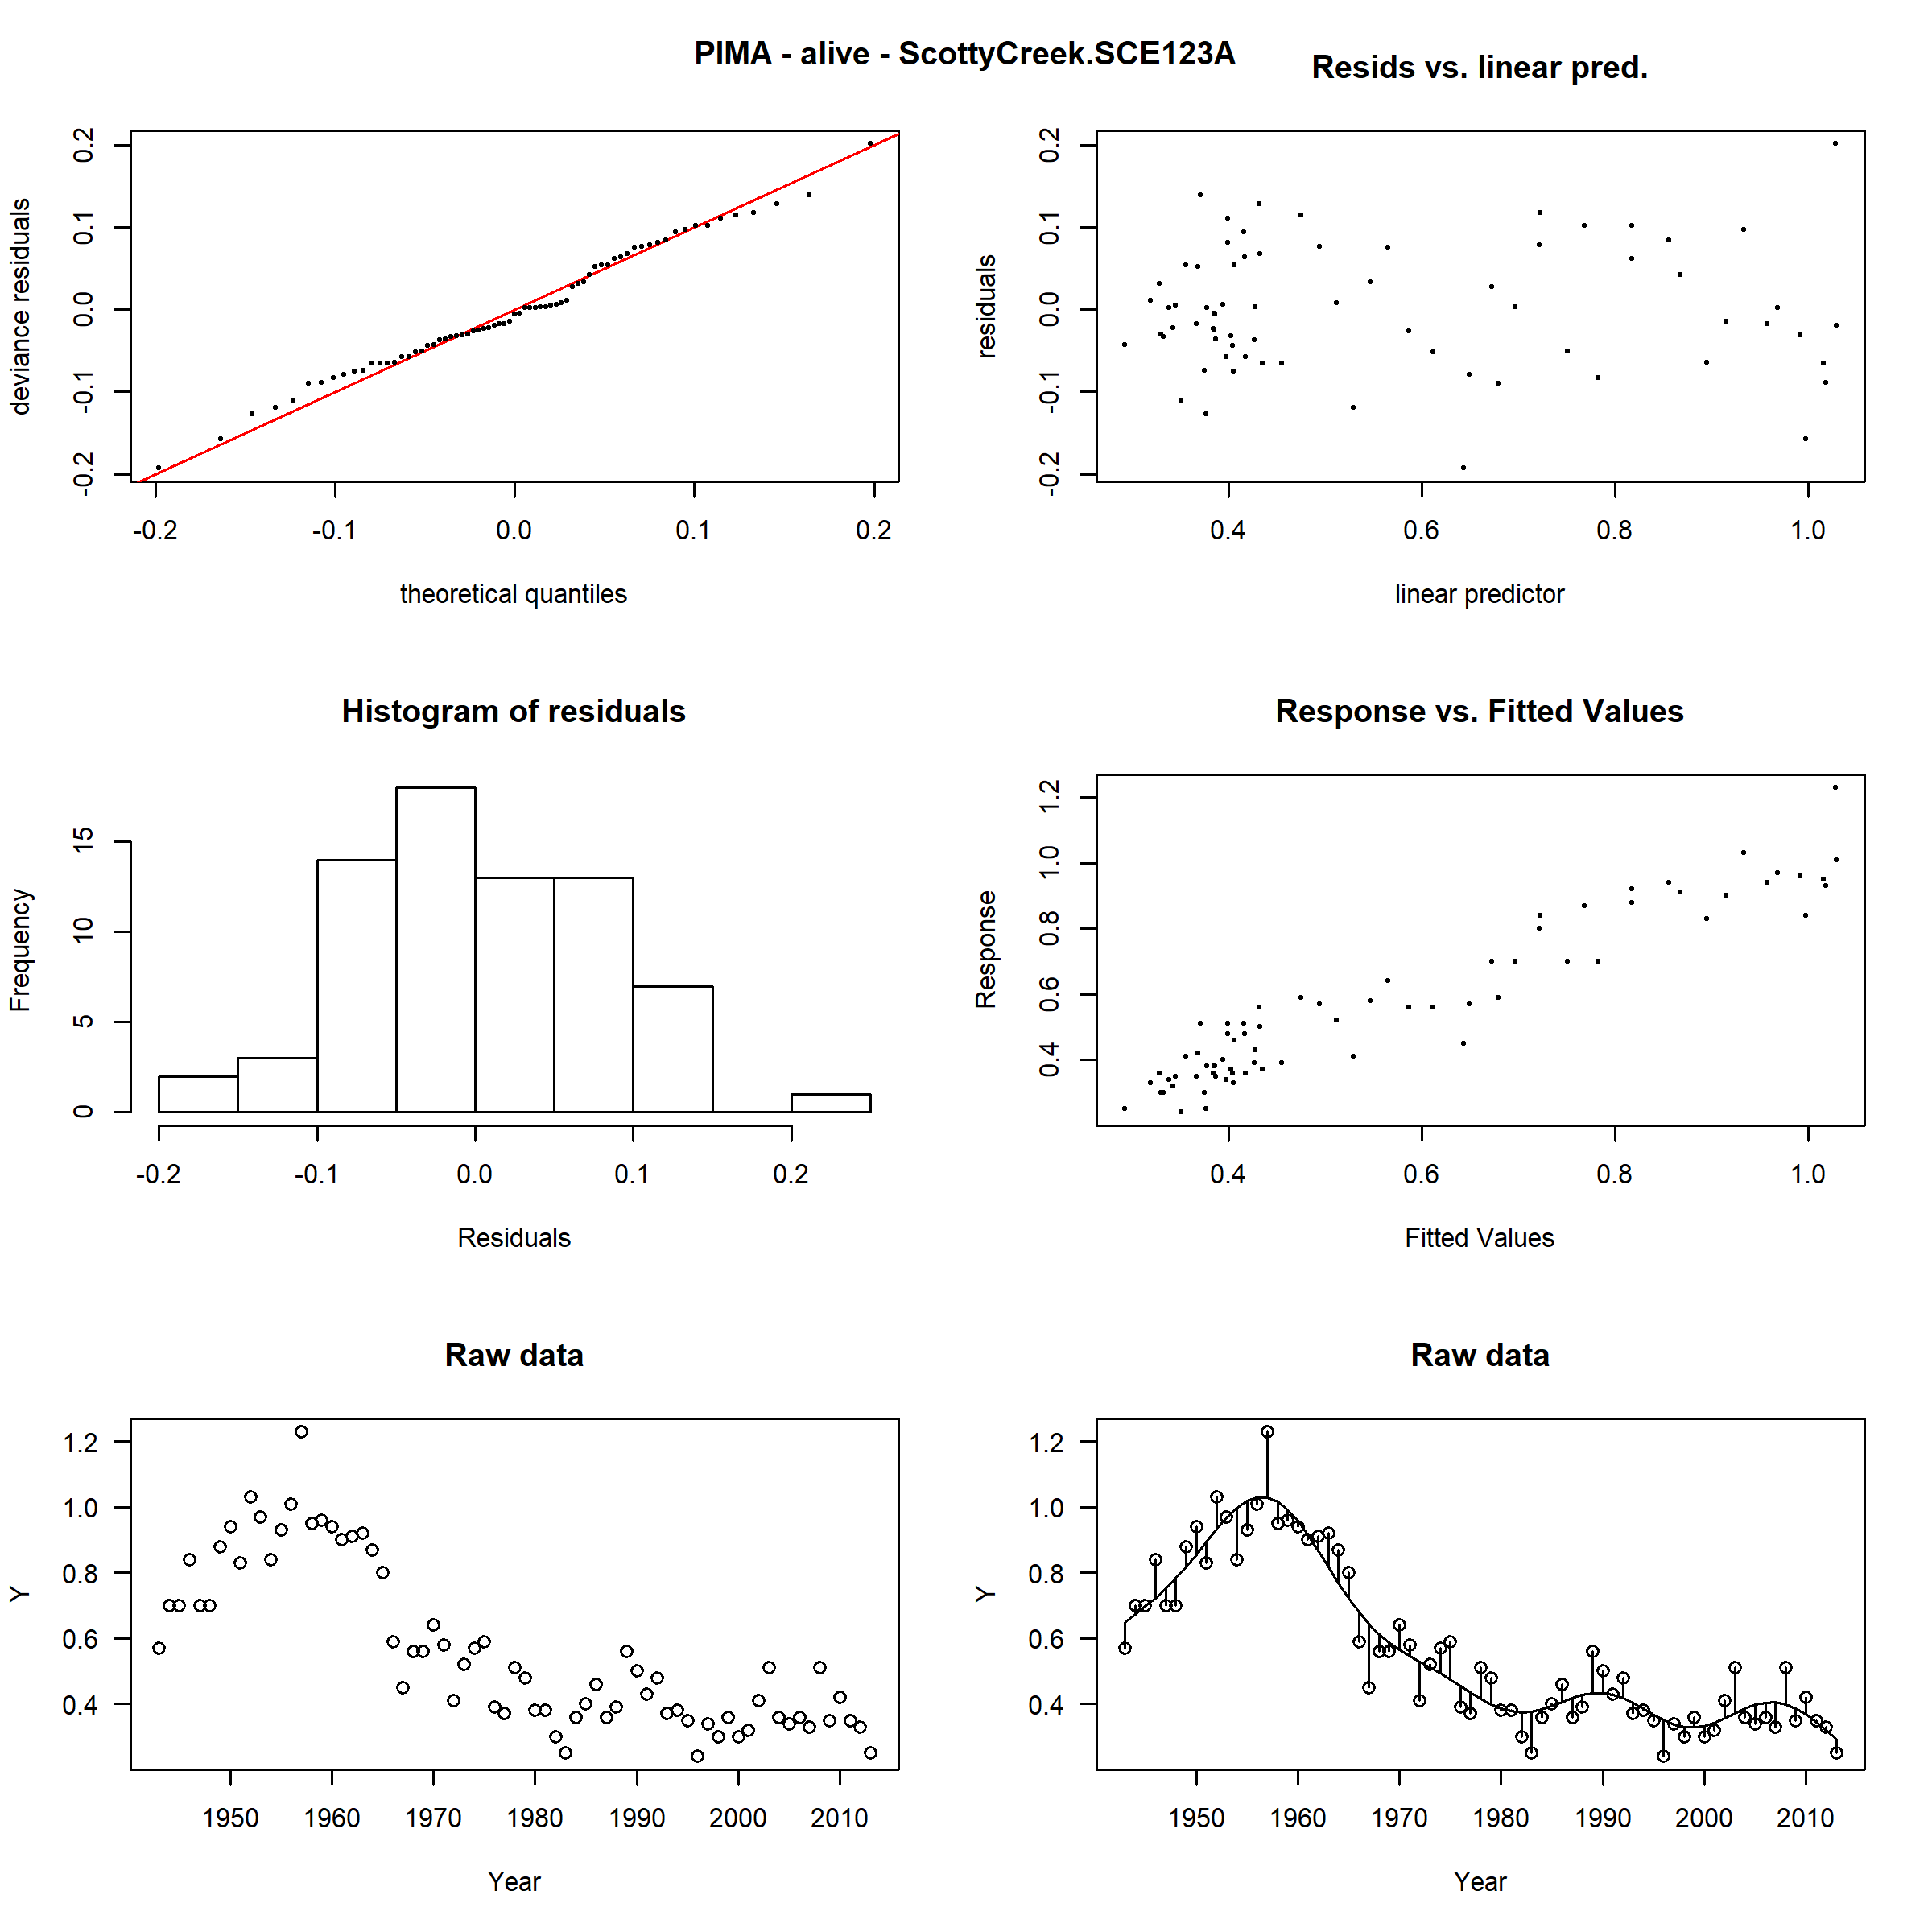 PIMA - alive - ScottyCreek.SCE123A
Resids vs. linear pred.
deviance residuals
-0.2 -0.1 0.0 0.1 0.2
-0.2 -0.1 0.0 0.1 0.2
theoretical quantiles
residuals
-0.2 -0.1 0.0 0.1 0.2
0.4 0.6 0.8 1.0
linear predictor
Histogram of residuals
Frequency
0 5 10 15
-0.2 -0.1 0.0 0.1 0.2
Residuals
Response vs. Fitted Values
Response
0.4 0.6 0.8 1.0 1.2
0.4 0.6 0.8 1.0
Fitted Values
Raw data
Y
1.2
1.0
0.8
0.6
0.4
1950 1960 1970 1980 1990 2000 2010
Year
Raw data
Y
1.2
1.0
0.8
0.6
0.4
1950 1960 1970 1980 1990 2000 2010
Year